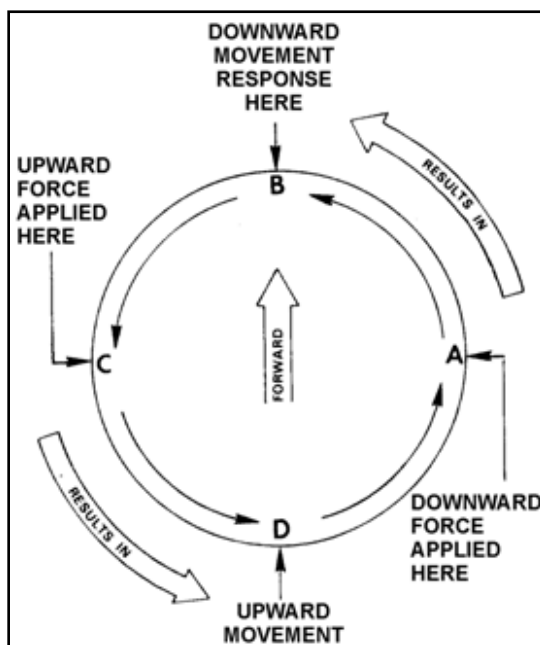 DOWNWARD
MOVEMENT
RESPONSE
HERE
UPWARD
FORCE
APPLIED
HERE
RESULTS IN
B
FORWARD
C
A
RESULTS IN
D
DOWNWARD
FORCE
APPLIED
HERE
UPWARD
MOVEMENT